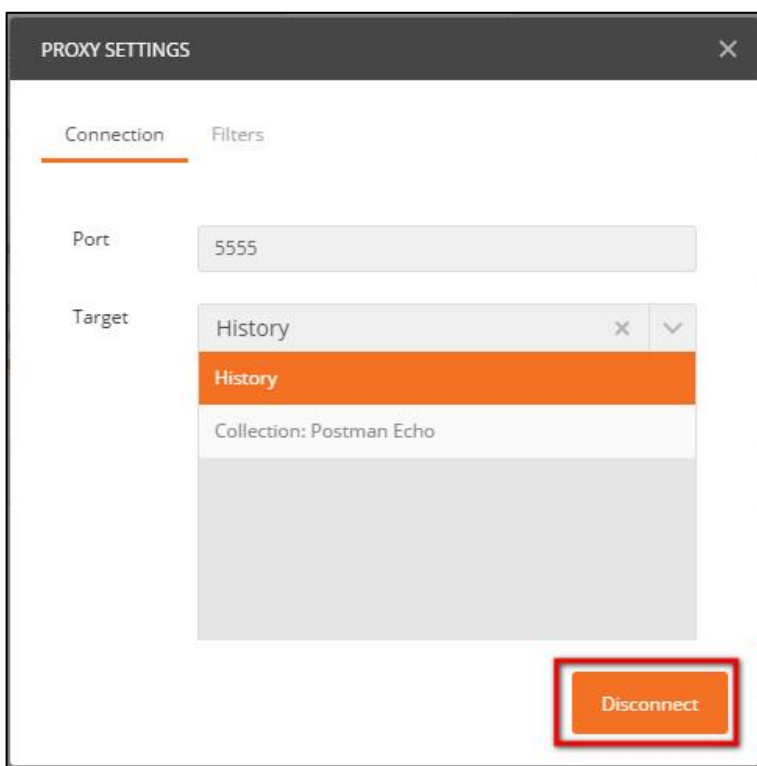 PROXY SETTINGS
Connection Filters
Port 5555
Target History
History
Collection: Postman Echo
Disconnect